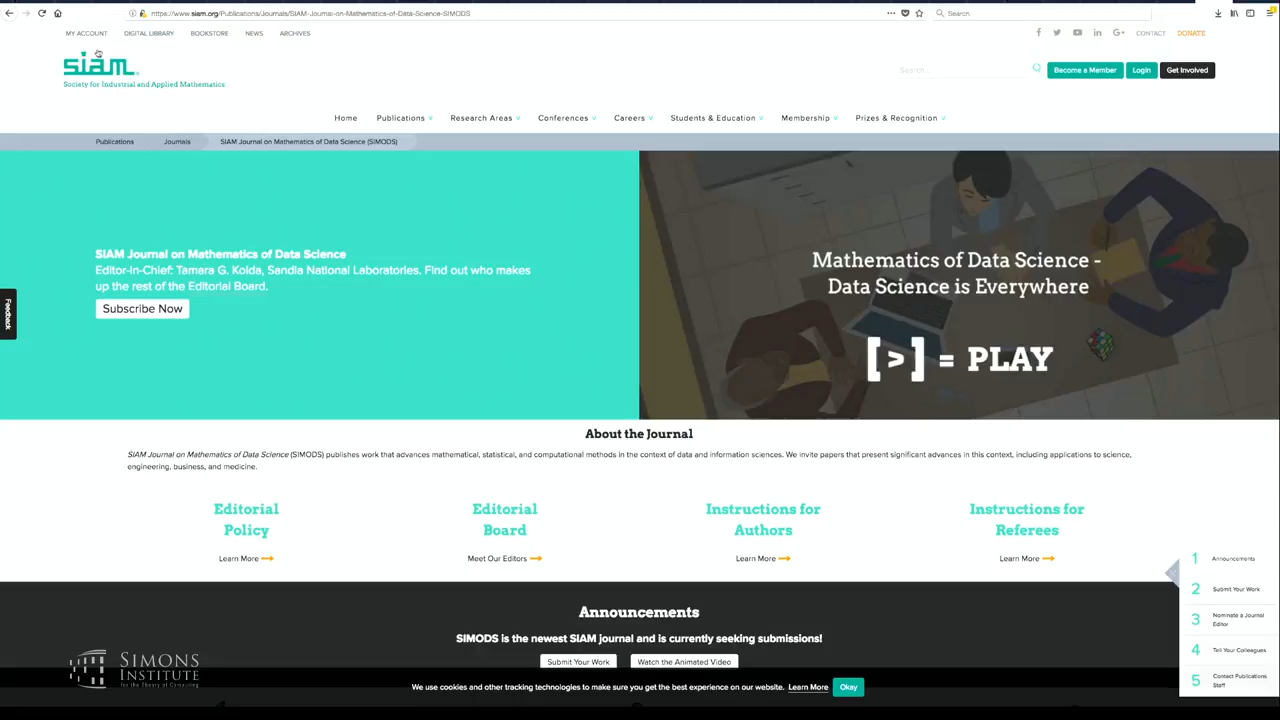 https://www.siam.org/Publications/Journals/SIAM-Journal-on-Mathematics-of-Data-Science-SIMODS
Search
MY ACCOUNT DIGITAL LIBRARY BOOKSTORE NEWS ARCHIVES
CONTACT DONATE
siam
Society for Industrial and Applied Mathematics
Search...
Become a Member Login Get Involved
Home Publications Research Areas Conferences Careers Students & Education Membership Prizes & Recognition
Publications Journals SIAM Journal on Mathematics of Data Science (SIMODS)
SIAM Journal on Mathematics of Data Science
Editor-in-Chief: Tamara G. Kolda, Sandia National Laboratories. Find out who makes
up the rest of the Editorial Board.
Subscribe Now
Mathematics of Data Science -
Data Science is Everywhere
[>] = PLAY
Feedback
About the Journal
SIAM Journal on Mathematics of Data Science (SIMODS) publishes work that advances mathematical, statistical, and computational methods in the context of data and information sciences. We invite papers that present significant advances in this context, including applications to science,
engineering, business, and medicine.
Editorial
Policy
Learn More
Editorial
Board
Meet Our Editors
Instructions for
Authors
Learn More
Instructions for
Referees
Learn More
1 Announcements
2 Submit Your Work
3 Nominate a Journal
Editor
4 Tell Your Colleagues
5 Contact Publications
Staff
Announcements
SIMODS is the newest SIAM journal and is currently seeking submissions!
Submit Your Work Watch the Animated Video
SIMONS
INSTITUTE
for the Theory of Computing
We use cookies and other tracking technologies to make sure you get the best experience on our website. Learn More Okay